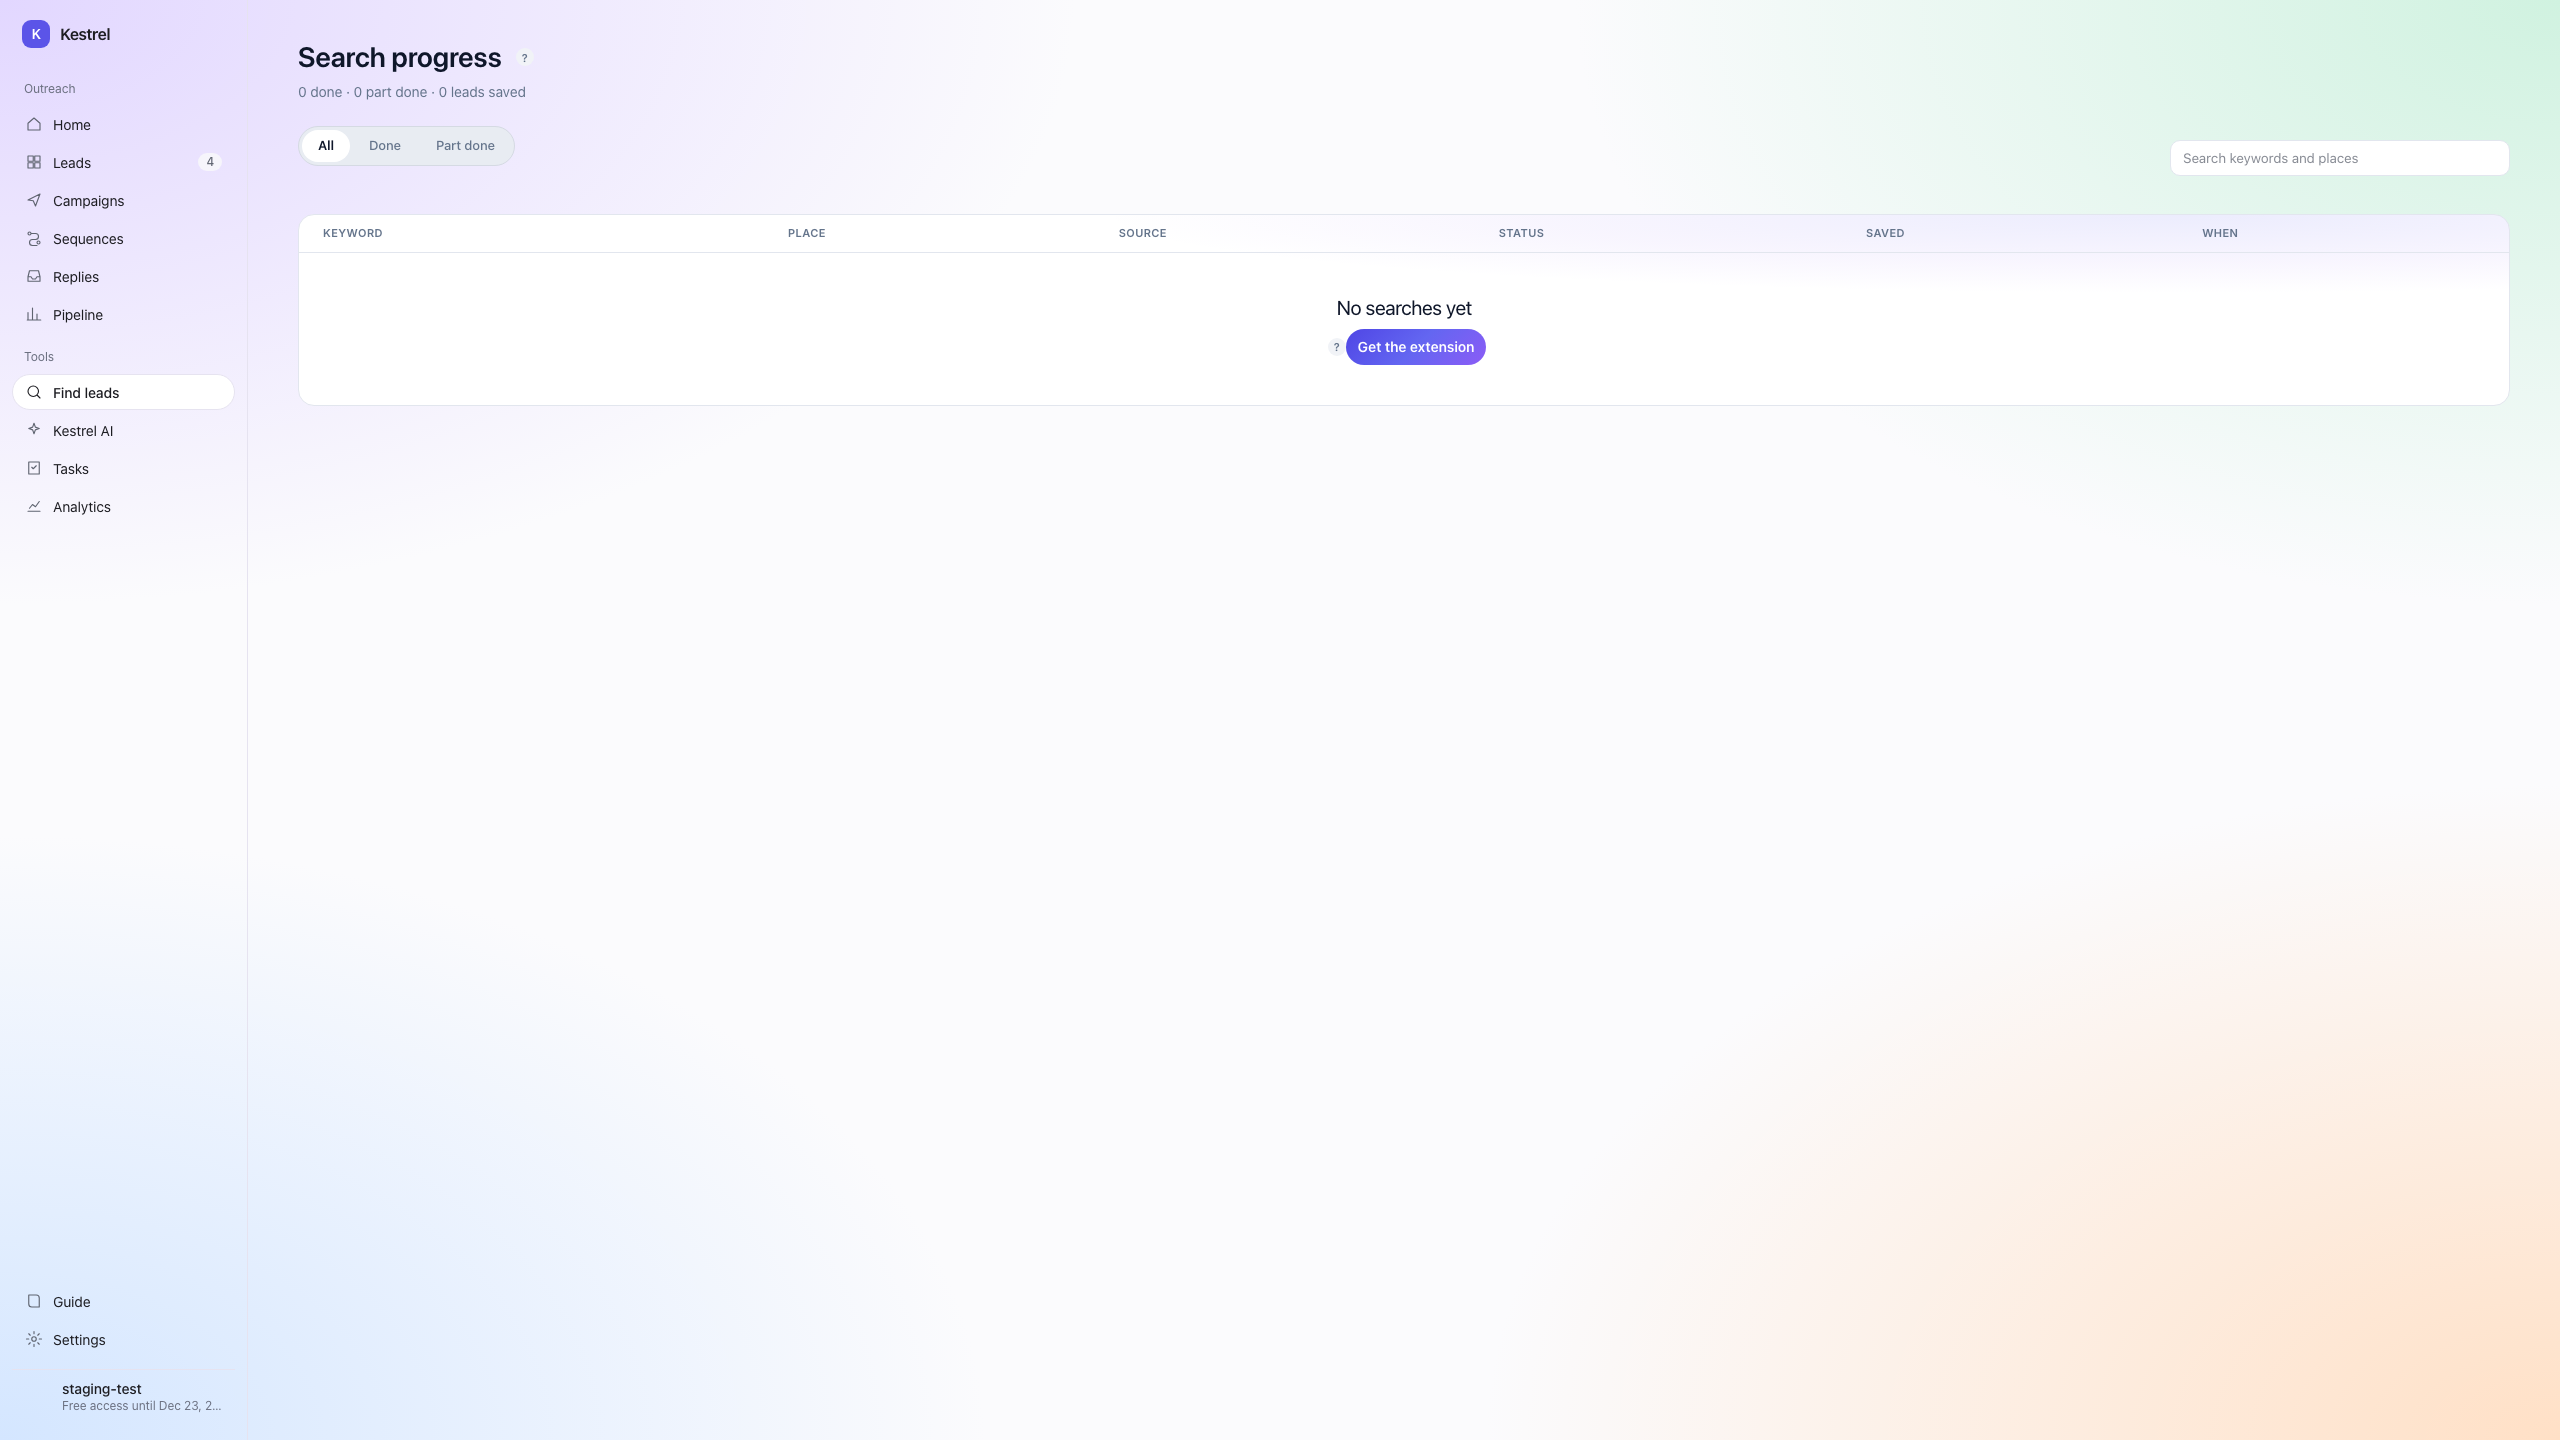 K Kestrel
Outreach
Home
Leads 4
Campaigns
Sequences
Replies
Pipeline
Tools
Find leads
Kestrel AI
Tasks
Analytics
Guide
Settings
staging-test
Free access until Dec 23, 2...
Search progress ?
0 done · 0 part done · 0 leads saved
All Done Part done
Search keywords and places
KEYWORD PLACE SOURCE STATUS SAVED WHEN
No searches yet
? Get the extension